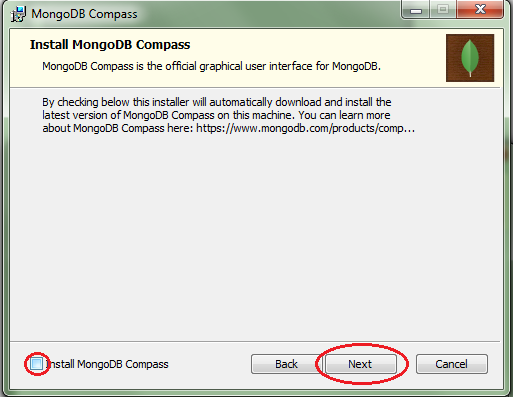 MongoDB Compass
Install MongoDB Compass
MongoDB Compass is the official graphical user interface for MongoDB.
By checking below this installer will automatically download and install the
latest version of MongoDB Compass on this machine. You can learn more
about MongoDB Compass here: https://www.mongodb.com/products/comp...
Install MongoDB Compass
Back
Next
Cancel